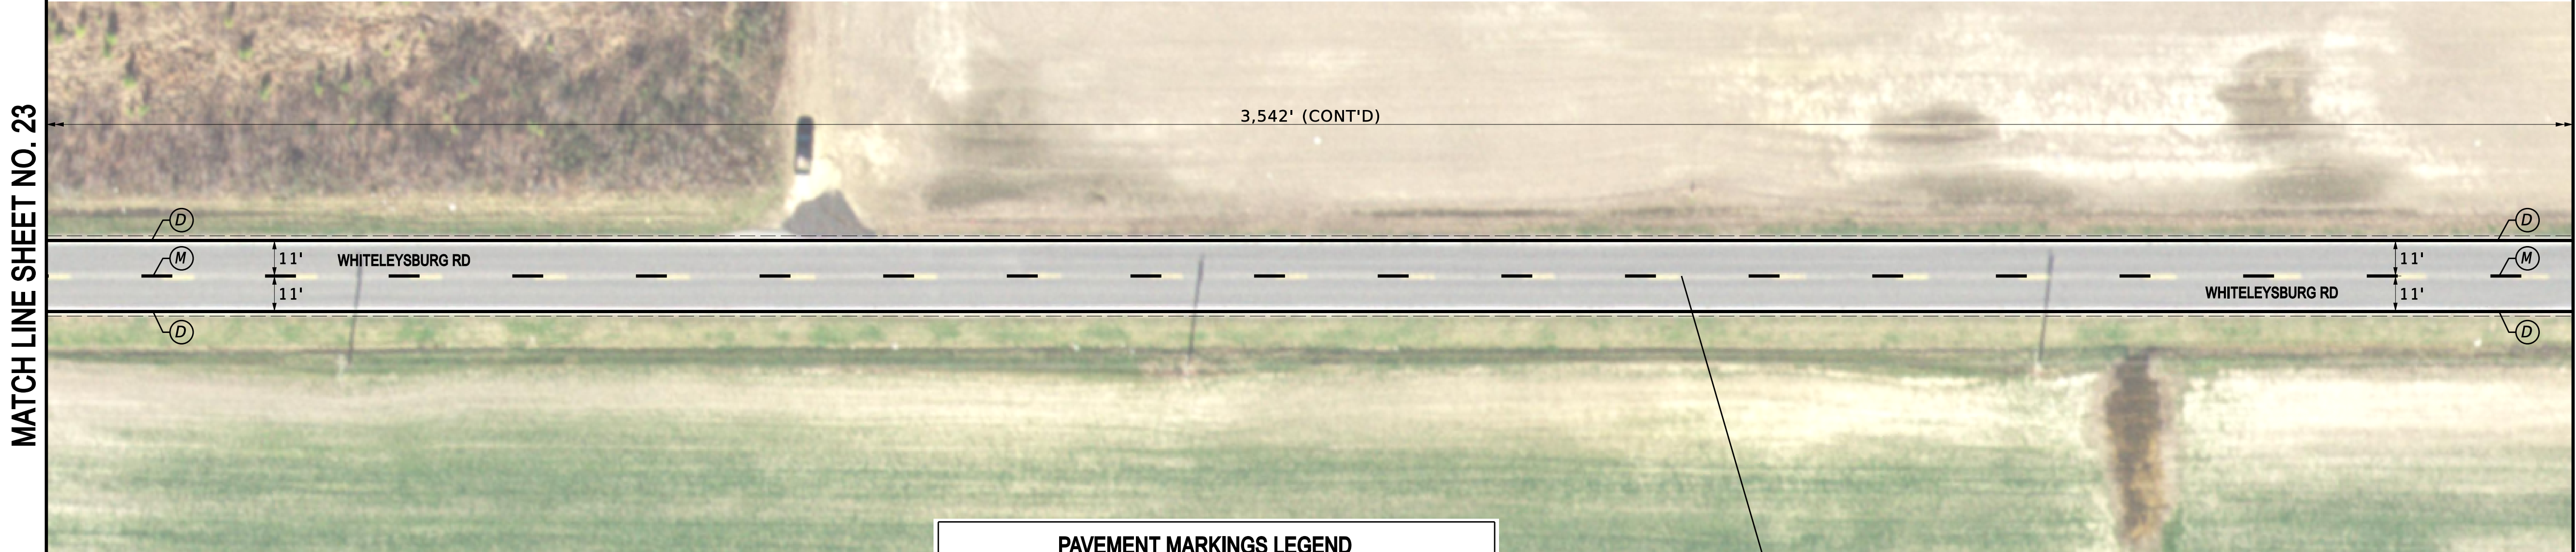 MATCH LINE SHEET NO. 23
3,542' (CONT'D)
D
D
M
11'
WHITELEYSBURG RD
11'
M
11'
WHITELEYSBURG RD
11'
D
D
PAVEMENT MARKINGS LEGEND